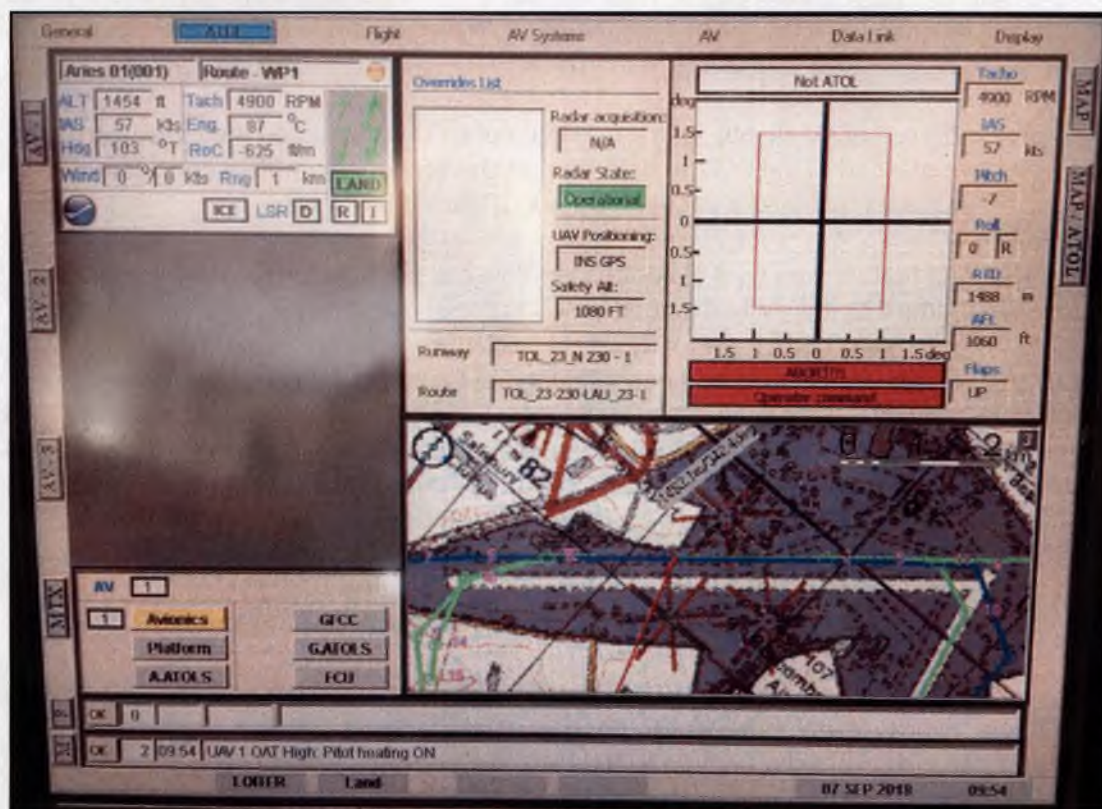 General ATOL Flight AV Systems AV Data Link Display
Aries 01(001) Route - WP1
ALT 1454 ft Tach 4900 RPM
IAS 57 kts Eng. 87 °C
Hdg 103 °T RoC -625 ft/m
Wind 0 °/ 0 kts Rng 1 km LAND
ICE LSR D R I
AV - 1
AV - 2
AV - 3
MTX
Overrides List
Radar acquisition:
N/A
Radar State:
Operational
UAV Positioning:
INS GPS
Safety Alt:
1080 FT
Runway TOL_23_N 230 - 1
Route TOL_23-230-LAU_23-1
Not ATOL
deg
1.5
1
0.5
0
0.5
1
1.5
1.5 1 0.5 0 0.5 1 1.5 deg
Operator command
Tacho
4900 RPM
IAS
57 kts
Pitch
-7
Roll
0 R
1488 m
1060 ft
Flaps
UP
MAP
MAP / ATOL
Salisbury
82
107
AV 1
1 Avionics GFCC
Platform G.ATOLS
A.ATOLS FCU
OK 0
OK 2 09:54 UAV 1 OAT High: Pitot heating ON
LOITER Land 07 SEP 2018 09:54